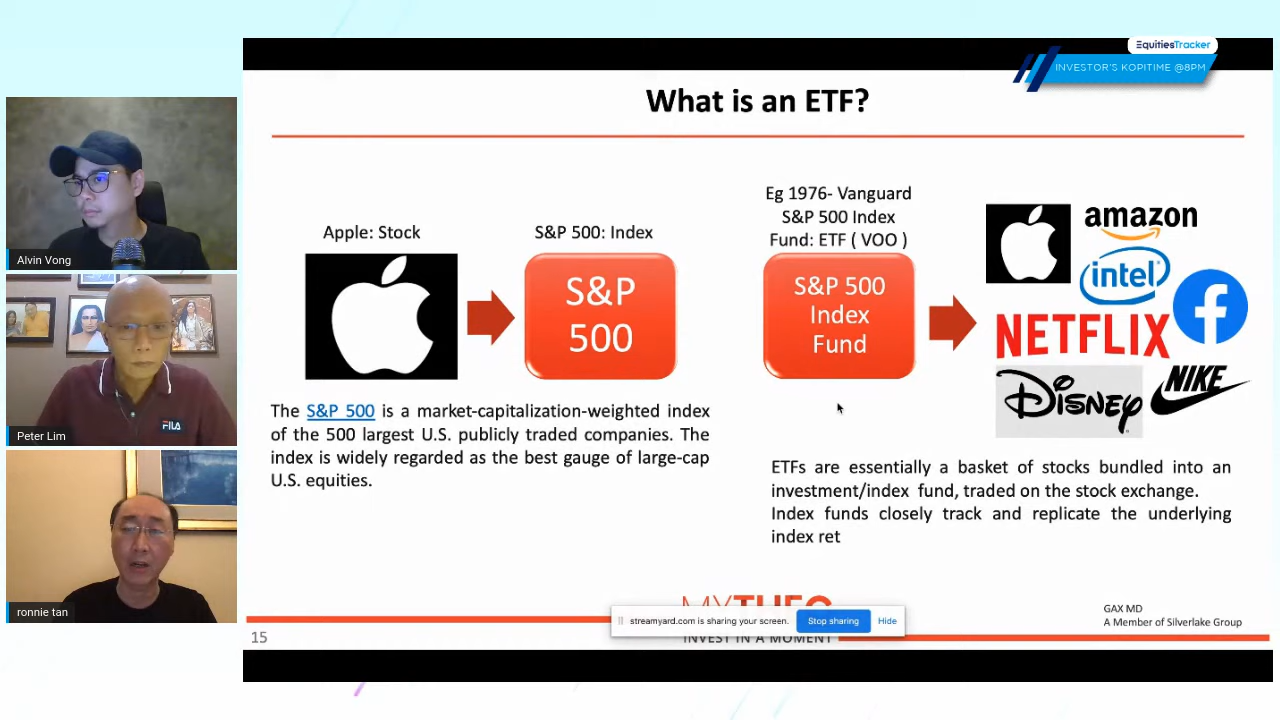 EquitiesTracker
INVESTOR'S KOPITIME @8PM
What is an ETF?
Apple: Stock
S&P 500: Index
S&P
500
Eg 1976- Vanguard
S&P 500 Index
Fund: ETF ( VOO )
S&P 500
Index
Fund
amazon
intel
NETFLIX
DISNEY
NIKE
The S&P 500 is a market-capitalization-weighted index
of the 500 largest U.S. publicly traded companies. The
index is widely regarded as the best gauge of large-cap
U.S. equities.
ETFs are essentially a basket of stocks bundled into an
investment/index fund, traded on the stock exchange.
Index funds closely track and replicate the underlying
index ret
Alvin Vong
FILA
Peter Lim
ronnie tan
streamyard.com is sharing your screen.
Stop sharing
Hide
INVEST IN A MOMENT
15
GAX MD
A Member of Silverlake Group